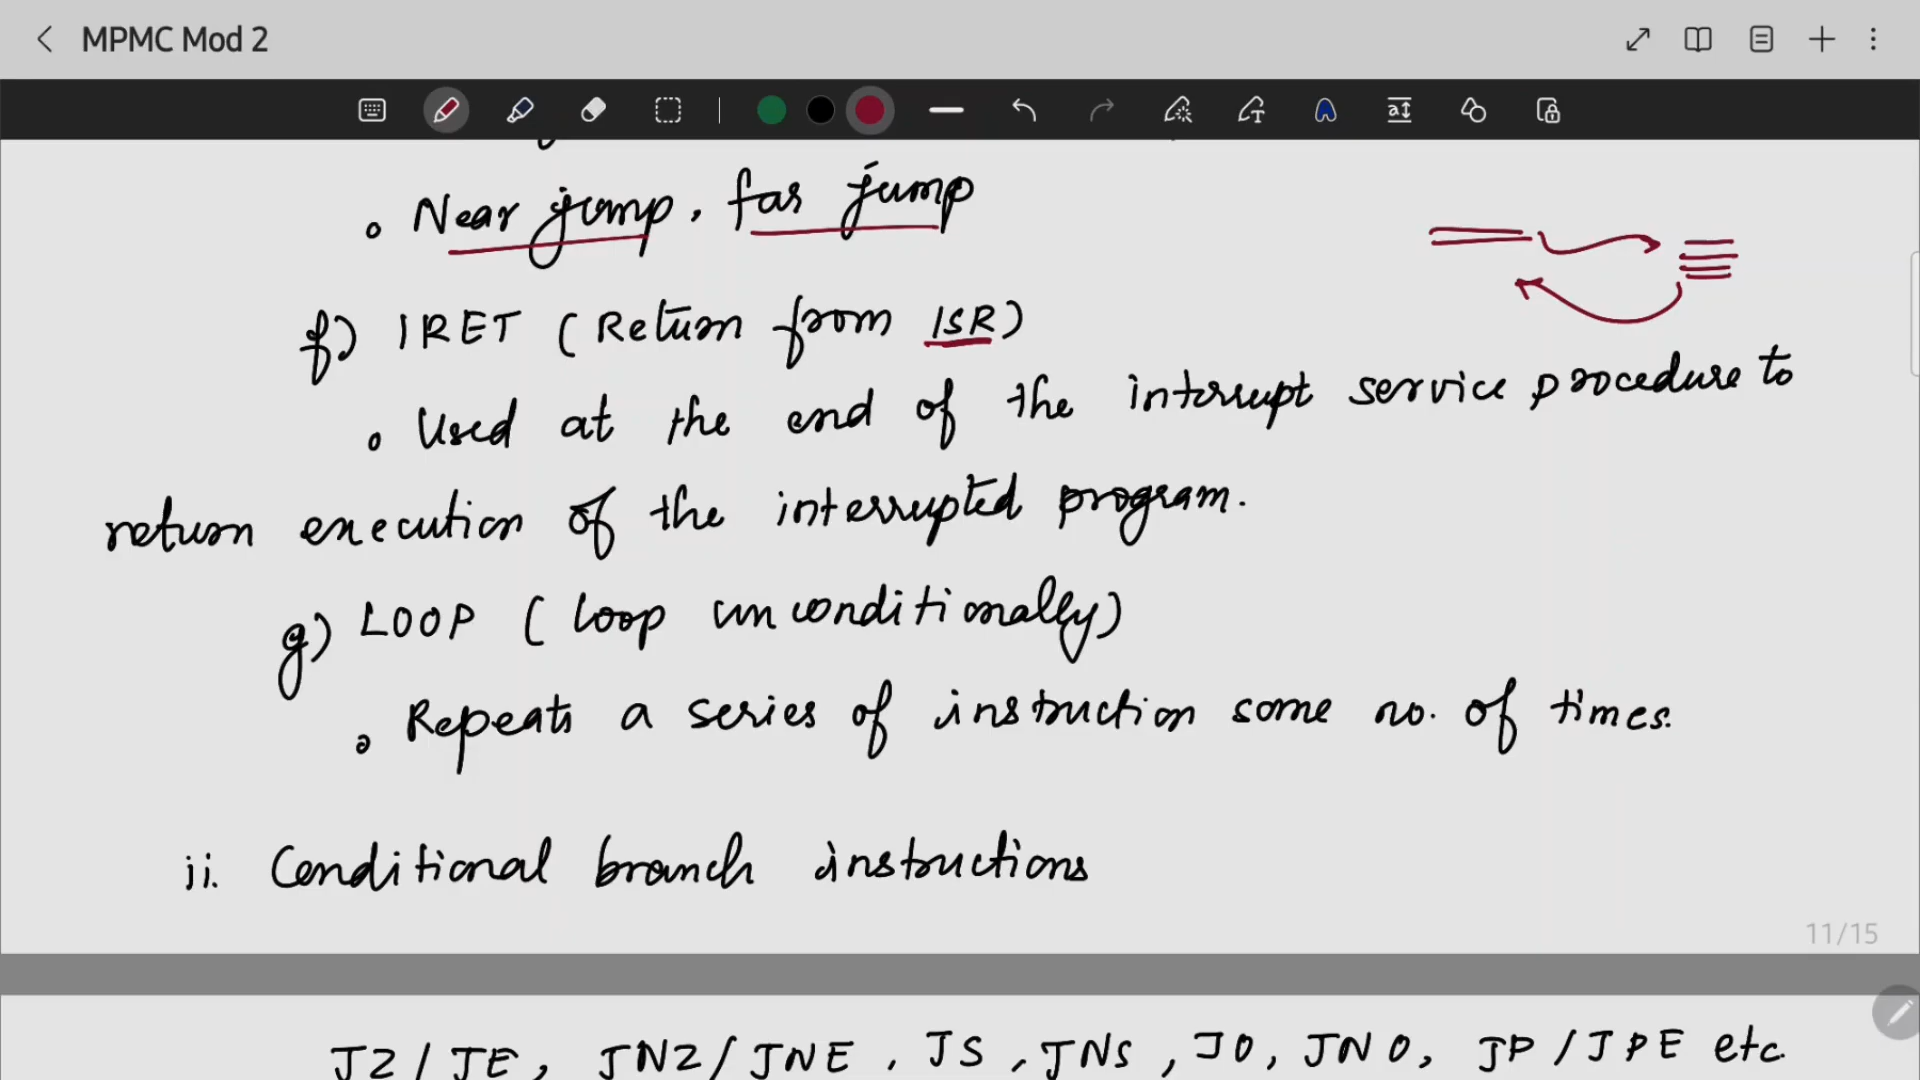 MPMC Mod 2
• Near jump, far jump
f) IRET (Return from ISR)
• Used at the end of the interrupt service procedure to
return execution of the interrupted program.
g) LOOP (loop unconditionally)
• Repeats a series of instruction some no. of times.
ii. Conditional branch instructions
11/15
JZ/JE, JNZ/JNE, JS, JNS, JO, JNO, JP/JPE etc.